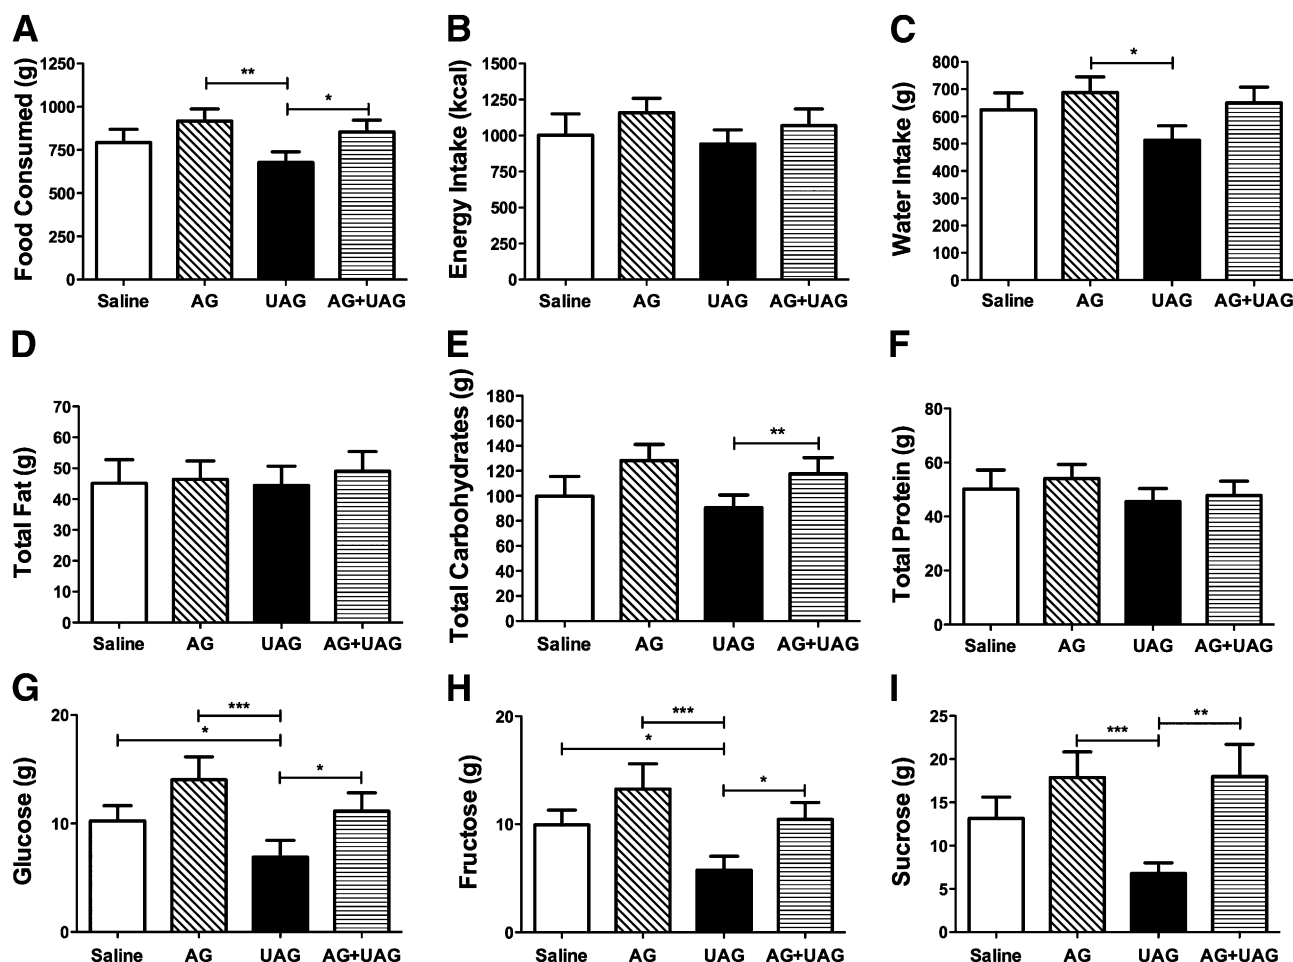 A
Food Consumed (g)
1250
1000
750
500
250
0
**
*
Saline AG UAG AG+UAG
B
Energy Intake (kcal)
1500
1250
1000
750
500
250
0
Saline AG UAG AG+UAG
C
Water Intake (g)
800
700
600
500
400
300
200
100
0
*
Saline AG UAG AG+UAG
D
Total Fat (g)
70
60
50
40
30
20
10
0
Saline AG UAG AG+UAG
E
Total Carbohydrates (g)
180
160
140
120
100
80
60
40
20
0
**
Saline AG UAG AG+UAG
F
Total Protein (g)
80
60
40
20
0
Saline AG UAG AG+UAG
G
Glucose (g)
20
10
0
***
*
*
Saline AG UAG AG+UAG
H
Fructose (g)
20
10
0
***
*
*
Saline AG UAG AG+UAG
I
Sucrose (g)
25
20
15
10
5
0
**
***
Saline AG UAG AG+UAG